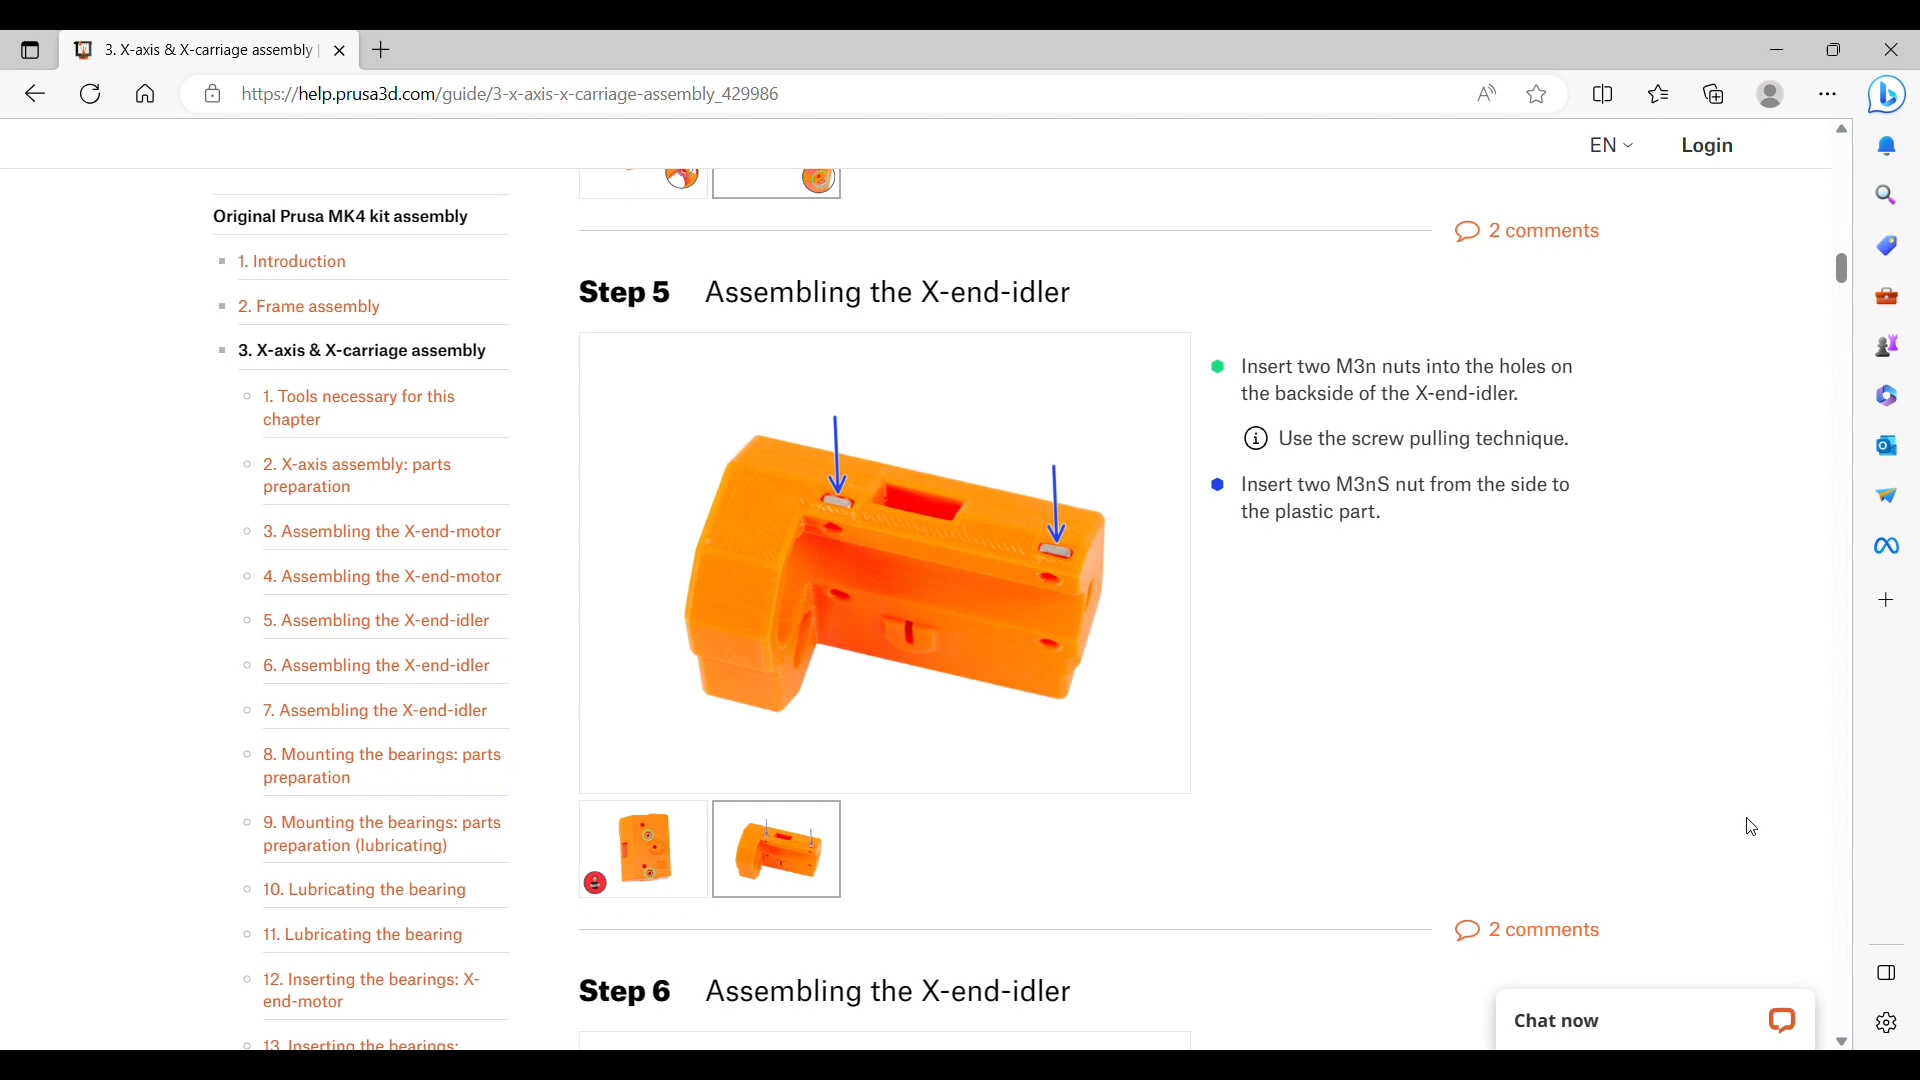 3. X-axis & X-carriage assembly |
https://help.prusa3d.com/guide/3-x-axis-x-carriage-assembly_429986
EN
Login
Original Prusa MK4 kit assembly
1. Introduction
2. Frame assembly
3. X-axis & X-carriage assembly
1. Tools necessary for this
chapter
2. X-axis assembly: parts
preparation
3. Assembling the X-end-motor
4. Assembling the X-end-motor
5. Assembling the X-end-idler
6. Assembling the X-end-idler
7. Assembling the X-end-idler
8. Mounting the bearings: parts
preparation
9. Mounting the bearings: parts
preparation (lubricating)
10. Lubricating the bearing
11. Lubricating the bearing
12. Inserting the bearings: X-
end-motor
13. Inserting the bearings:
2 comments
Step 5 Assembling the X-end-idler
Insert two M3n nuts into the holes on
the backside of the X-end-idler.
Use the screw pulling technique.
Insert two M3nS nut from the side to
the plastic part.
2 comments
Step 6 Assembling the X-end-idler
Chat now